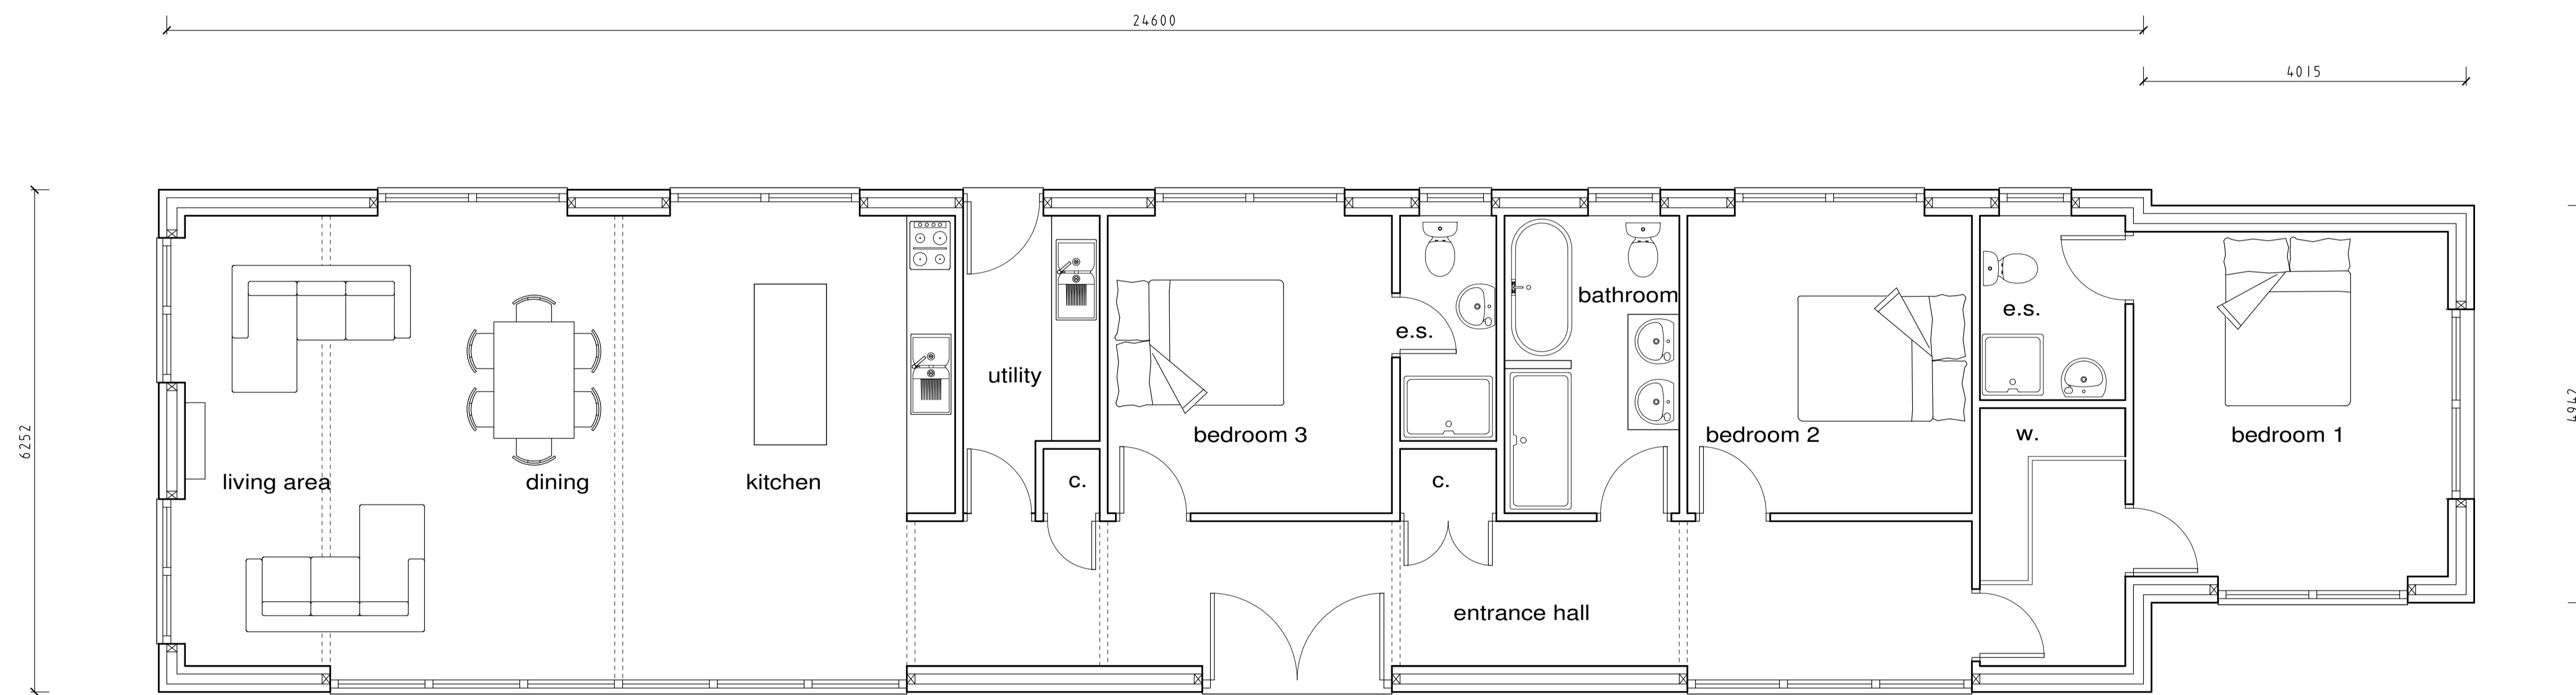 24600
4015
6252
4942
living area
dining
kitchen
utility
c.
bedroom 3
e.s.
c.
bathroom
bedroom 2
entrance hall
e.s.
w.
bedroom 1